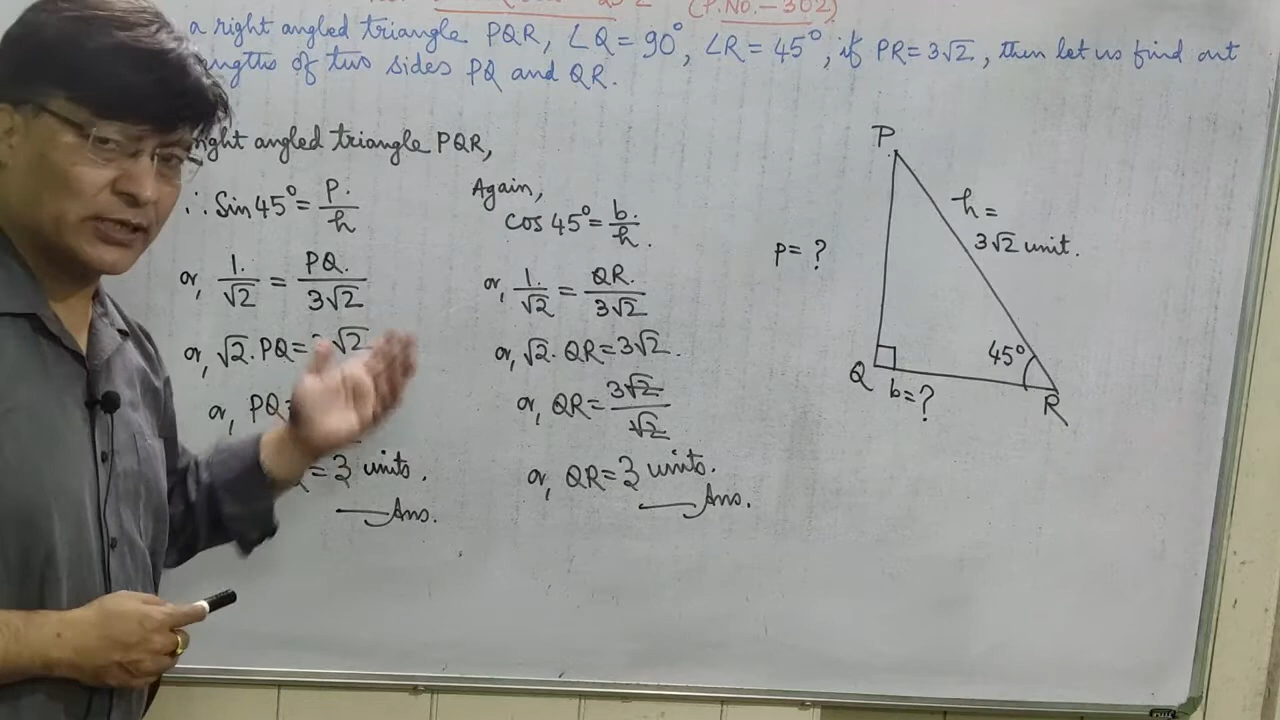 (P.No.-302)
a right angled triangle PQR, ∠Q = 90°, ∠R = 45°, if PR = 3√2, then let us find out
of two sides PQ and QR.
angled triangle PQR,
∴ Sin 45° = P/h
or, 1/√2 = PQ/3√2
or, √2. PQ = √2
or, PQ =
= 3 units.
Ans.
Again,
cos 45° = b/h
or, 1/√2 = QR/3√2
or, √2. QR = 3√2.
or, QR = 3√2/√2
or, QR = 3 units.
Ans.
P
h =
3√2 unit.
P = ?
45°
Q
b = ?
R